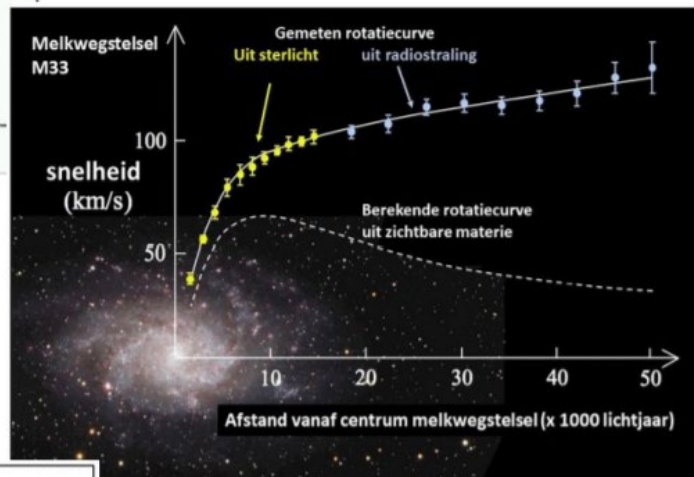 Melkwegstelsel
M33
Gemeten rotatiecurve
Uit sterlicht
uit radiostraling
100
snelheid
(km/s)
50
Berekende rotatiecurve
uit zichtbare materie
10
20
30
40
50
Afstand vanaf centrum melkwegstelsel (x 1000 lichtjaar)